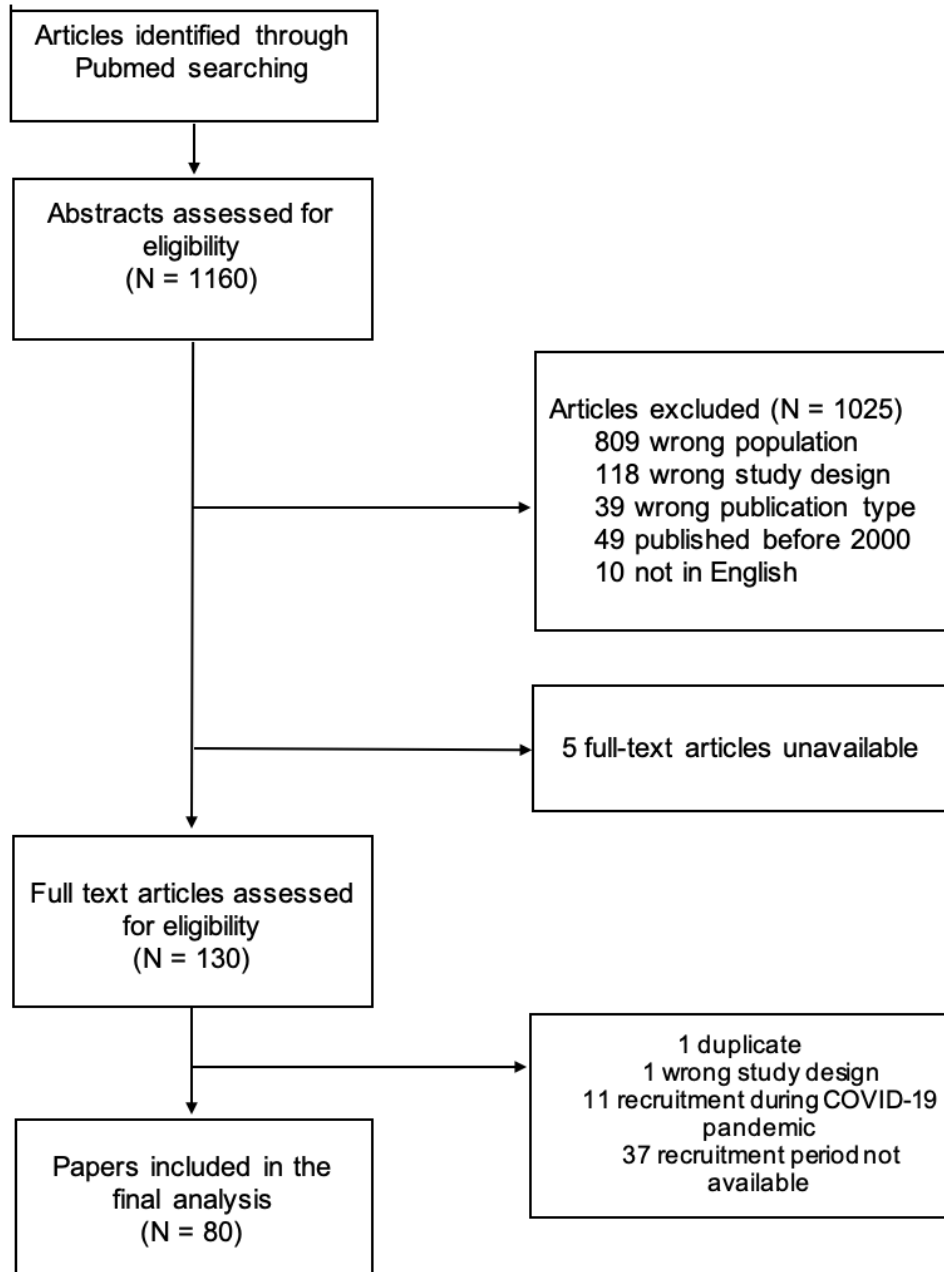 Articles identified through
Pubmed searching
Abstracts assessed for
eligibility
(N = 1160)
Articles excluded (N = 1025)
809 wrong population
118 wrong study design
39 wrong publication type
49 published before 2000
10 not in English
5 full-text articles unavailable
Full text articles assessed
for eligibility
(N = 130)
1 duplicate
1 wrong study design
11 recruitment during COVID-19
pandemic
37 recruitment period not
available
Papers included in the
final analysis
(N = 80)